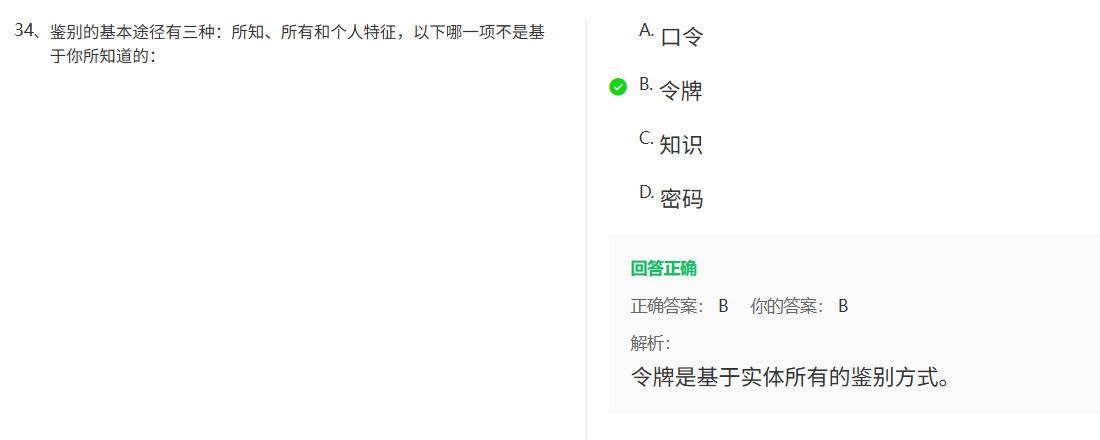 34、鉴别的基本途径有三种：所知、所有和个人特征，以下哪一项不是基
于你所知道的：
A. 口令
B. 令牌
C. 知识
D. 密码
回答正确
正确答案： B 你的答案： B
解析：
令牌是基于实体所有的鉴别方式。